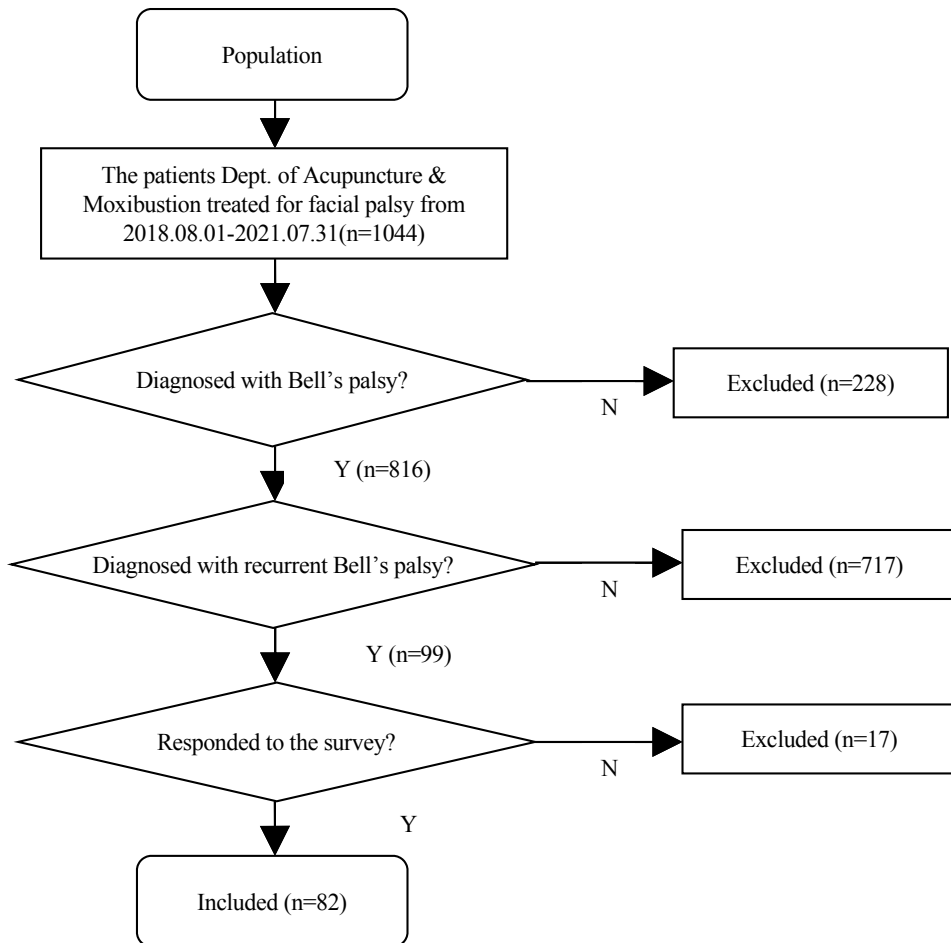 Population
The patients Dept. of Acupuncture &
Moxibustion treated for facial palsy from
2018.08.01-2021.07.31(n=1044)
Diagnosed with Bell’s palsy?
N
Excluded (n=228)
Y (n=816)
Diagnosed with recurrent Bell’s palsy?
N
Excluded (n=717)
Y (n=99)
Responded to the survey?
N
Excluded (n=17)
Y
Included (n=82)